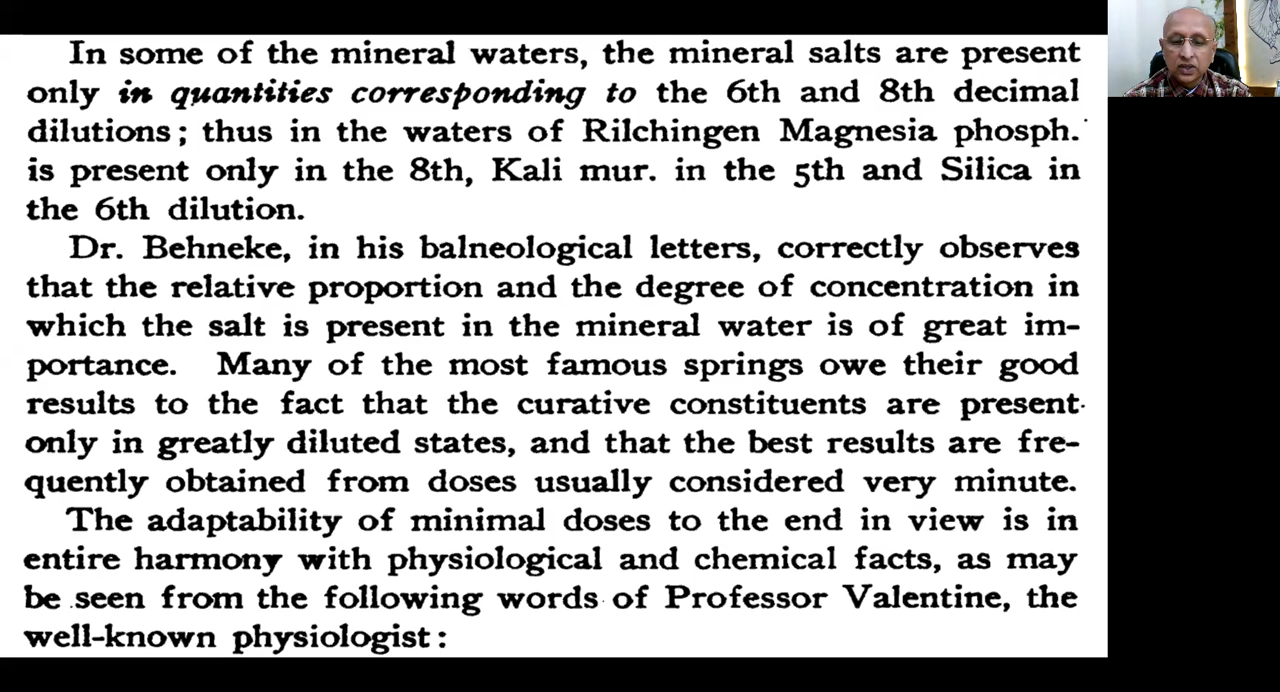 In some of the mineral waters, the mineral salts are present
only in quantities corresponding to the 6th and 8th decimal
dilutions; thus in the waters of Rilchingen Magnesia phosph.
is present only in the 8th, Kali mur. in the 5th and Silica in
the 6th dilution.
Dr. Behneke, in his balneological letters, correctly observes
that the relative proportion and the degree of concentration in
which the salt is present in the mineral water is of great im-
portance. Many of the most famous springs owe their good
results to the fact that the curative constituents are present
only in greatly diluted states, and that the best results are fre-
quently obtained from doses usually considered very minute.
The adaptability of minimal doses to the end in view is in
entire harmony with physiological and chemical facts, as may
be seen from the following words of Professor Valentine, the
well-known physiologist: